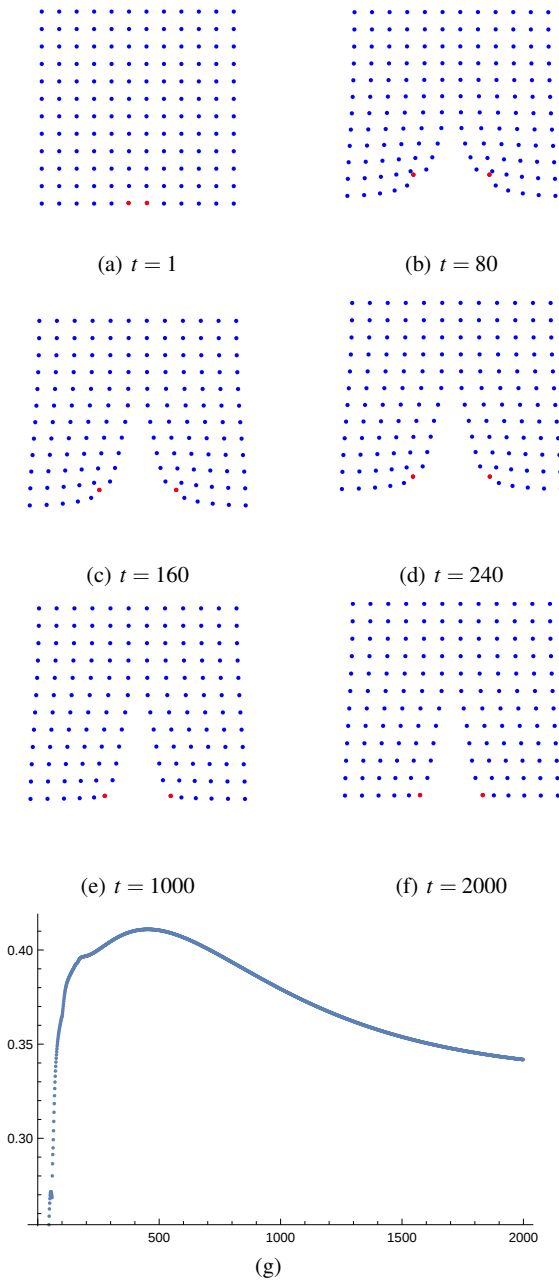 (a) t = 1
(b) t = 80
(c) t = 160
(d) t = 240
(e) t = 1000
(f) t = 2000
0.40
0.35
0.30
500 1000 1500 2000
(g)